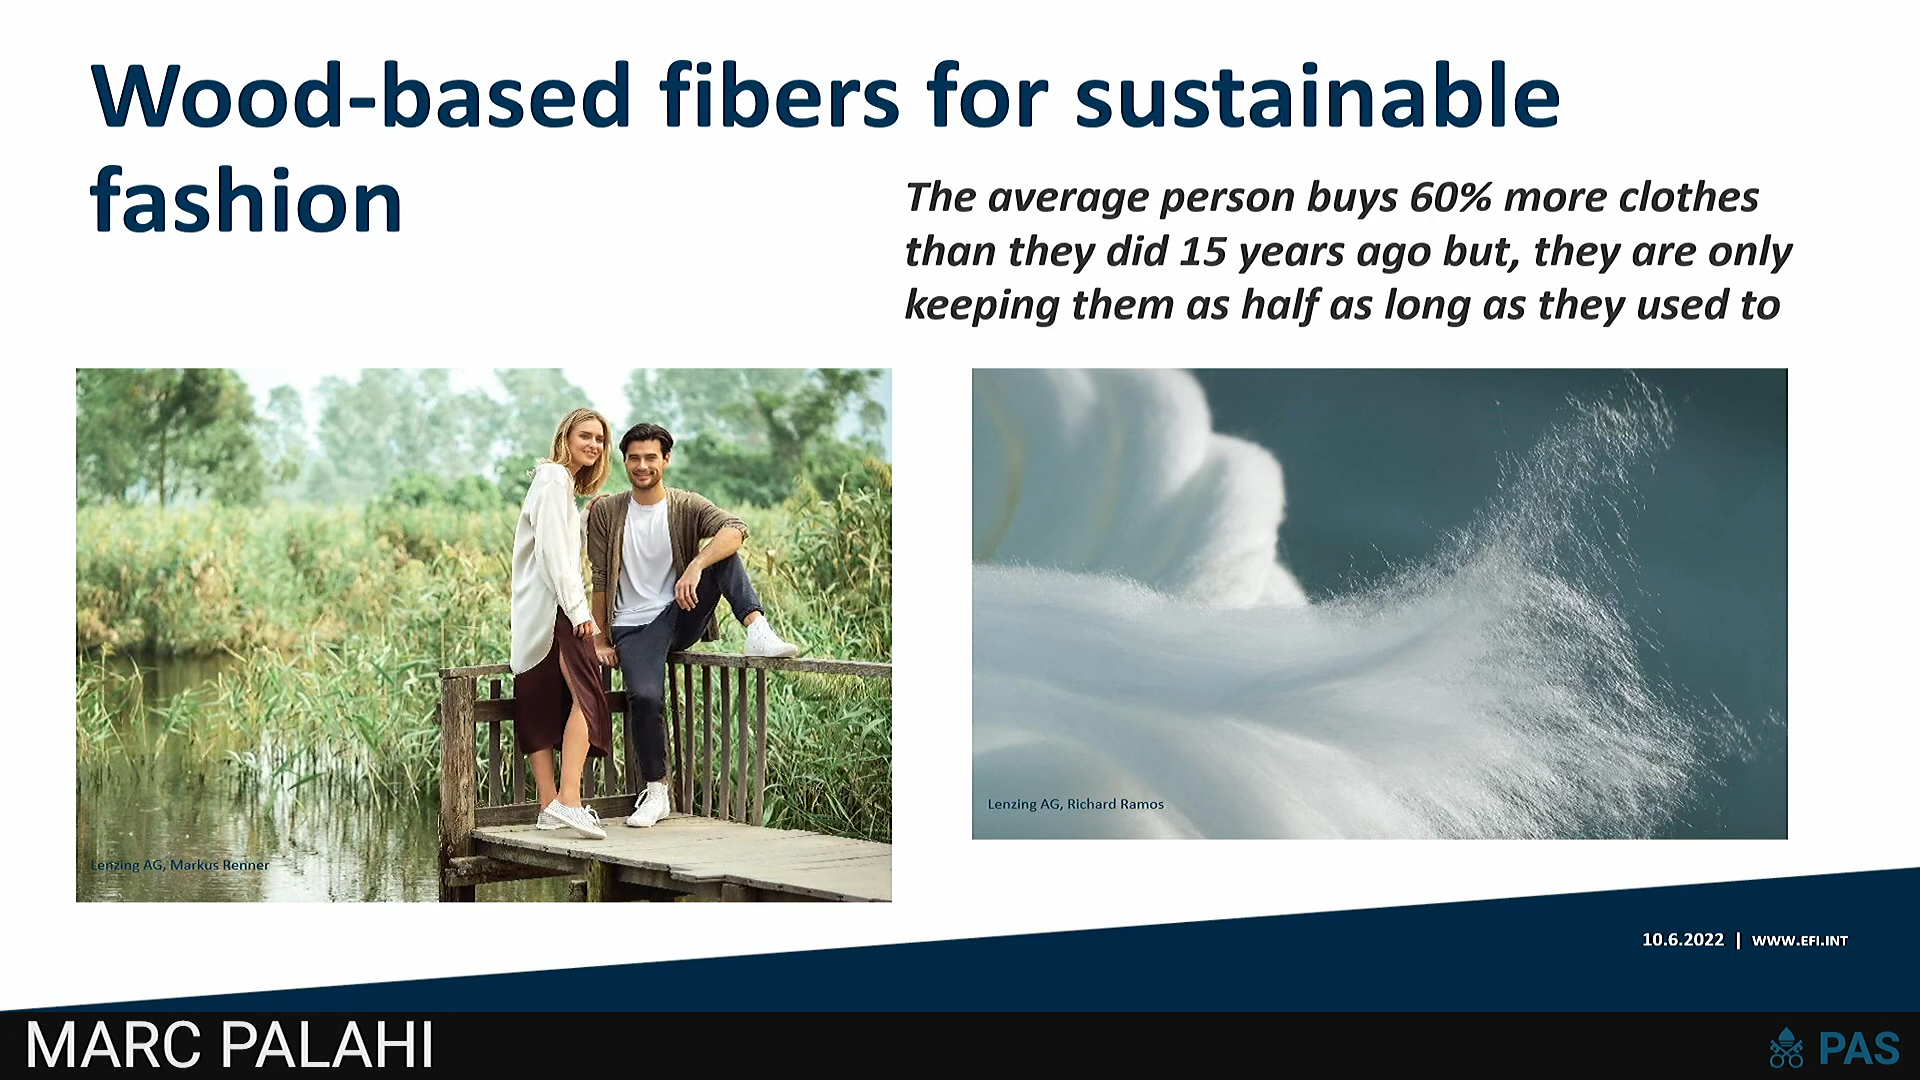 Wood-based fibers for sustainable
fashion
The average person buys 60% more clothes
than they did 15 years ago but, they are only
keeping them as half as long as they used to
Lenzing AG, Markus Renner
Lenzing AG, Richard Ramos
10.6.2022 | WWW.EFI.INT
MARC PALAHI
PAS